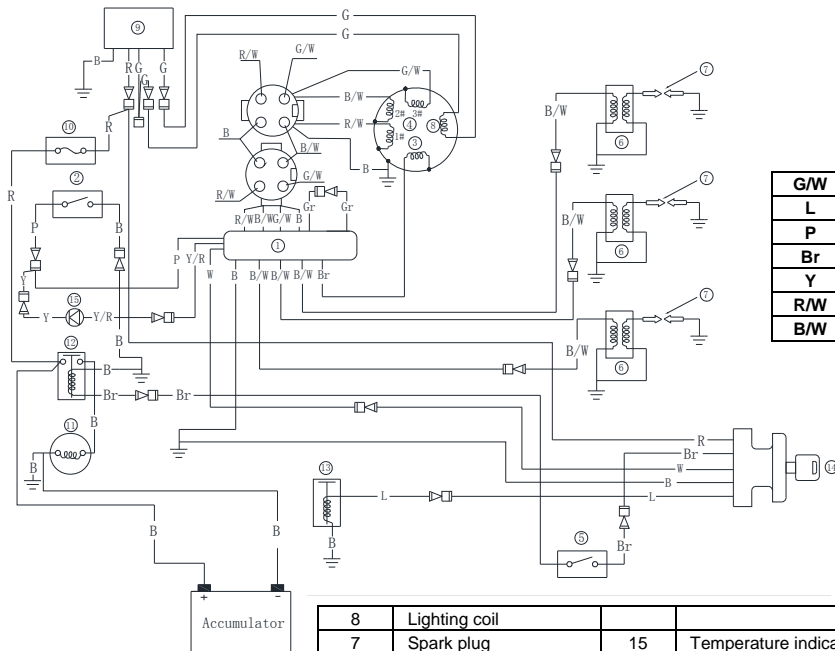 ⑨
G
G
B
R
G
G
G
R/W
G/W
G/W
B/W
2#
3#
④
⑧
R/W
1#
③
B
B
B/W
R/W
G/W
⑩
R
R
②
P
B
Gr
Gr
R/W
B/W
G/W
B
①
P
Y/R
W
B
B/W
B/W
B/W
Br
Y
⑮
Y
Y/R
B
⑫
B
Br
Br
⑪
B
B
B
B
+
-
Accumulator
B/W
⑦
⑥
B/W
⑦
⑥
B/W
⑦
⑥
⑬
L
L
B
⑤
Br
R
Br
W
B
⑭
G/W
L
P
Br
Y
R/W
B/W
8 Lighting coil
7 Spark plug 15
Temperature